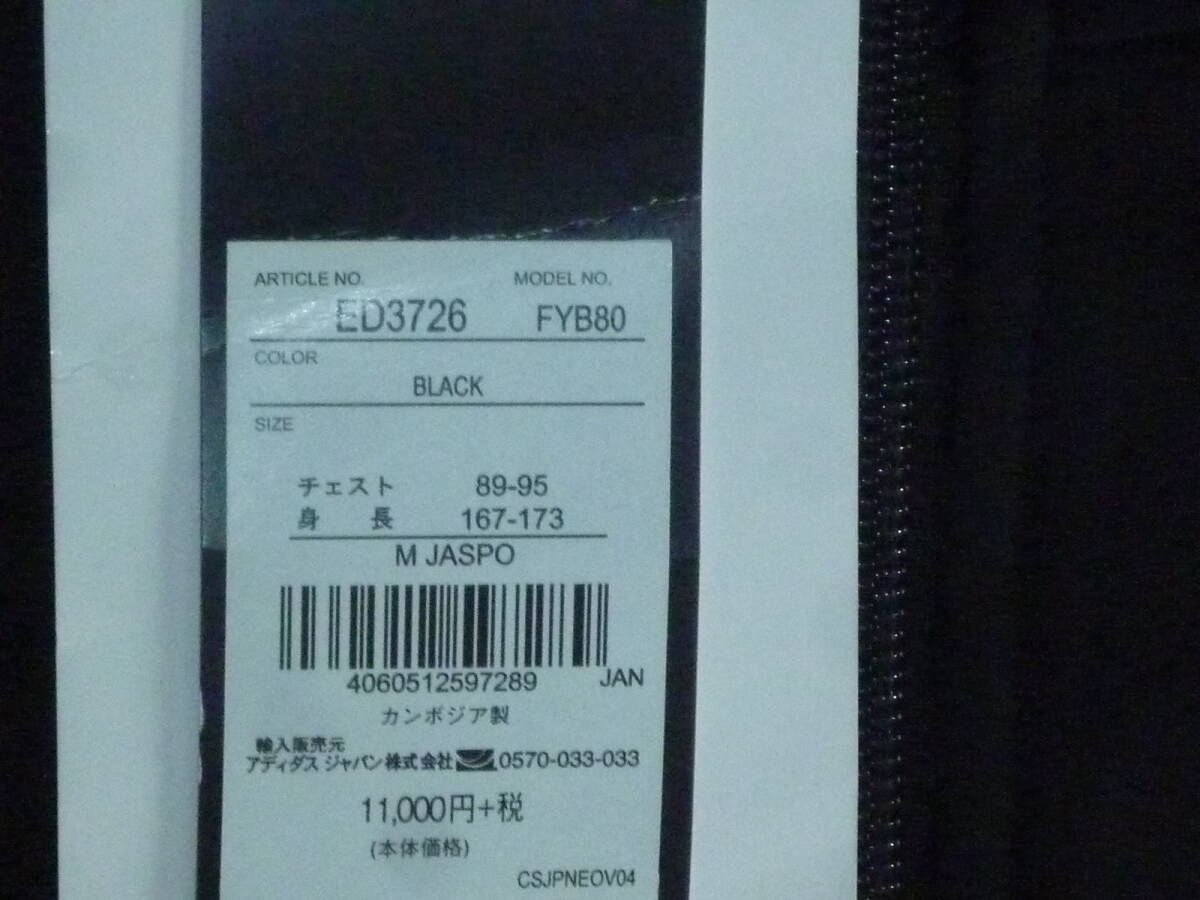 ARTICLE NO. MODEL NO.
ED3726 FYB80
COLOR
BLACK
SIZE
チェスト 89-95
身長 167-173
M JASPO
4060512597289 JAN
カンボジア製
輸入販売元
アディダス ジャパン株式会社 0570-033-033
11,000円+税
(本体価格)
CSJPNEOV04